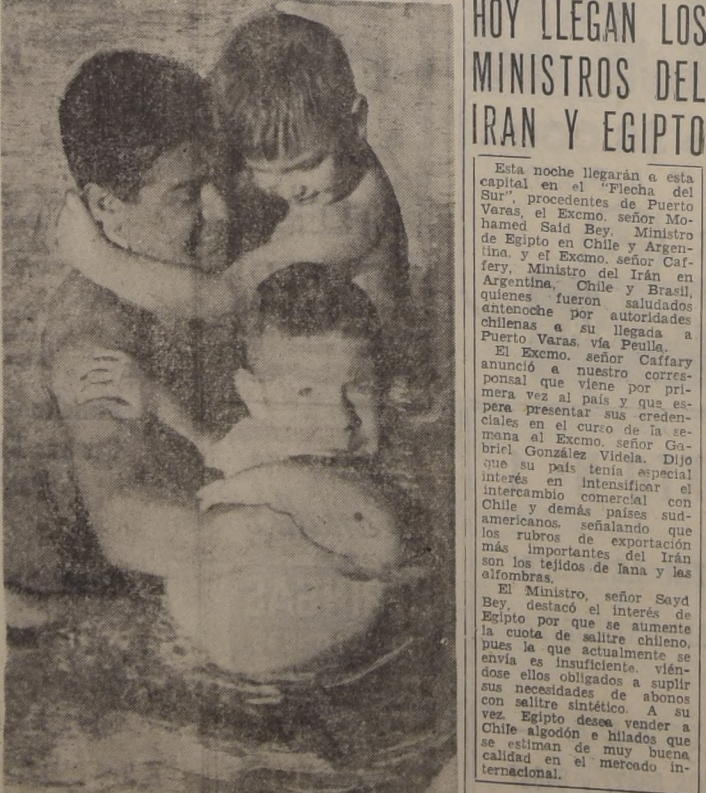 HOY LLEGAN LOS
MINISTROS DEL
IRAN Y EGIPTO
Esta noche llegarán a esta
capital en el "Flecha del
Sur", procedentes de Puerto
Varas, el Excmo. señor Mo-
hamed Said Bey, Ministro
de Egipto en Chile y Argen-
tina, y el Excmo. señor Caf-
fery, Ministro del Irán en
Argentina, Chile y Brasil,
quienes fueron saludados
antenoche por autoridades
chilenas a su llegada a
Puerto Varas, vía Peulla.
El Excmo. señor Caffary
anunció a nuestro corres-
ponsal que viene por pri-
mera vez al país y que es-
pera presentar sus creden-
ciales en el curso de la se-
mana al Excmo. señor Ga-
briel González Videla. Dijo
que su país tenía especial
interés en intensificar el
intercambio comercial con
Chile y demás países sud-
americanos, señalando que
los rubros de exportación
más importantes del Irán
son los tejidos de lana y las
alfombras.
El Ministro, señor Sayd
Bey, destacó el interés de
Egipto por que se aumente
la cuota de salitre chileno,
pues la que actualmente se
envía es insuficiente, vién-
dose ellos obligados a suplir
sus necesidades de abonos
con salitre sintético. A su
vez, Egipto desea vender a
Chile algodón e hilados que
se estiman de muy buena
calidad en el mercado in-
ternacional.